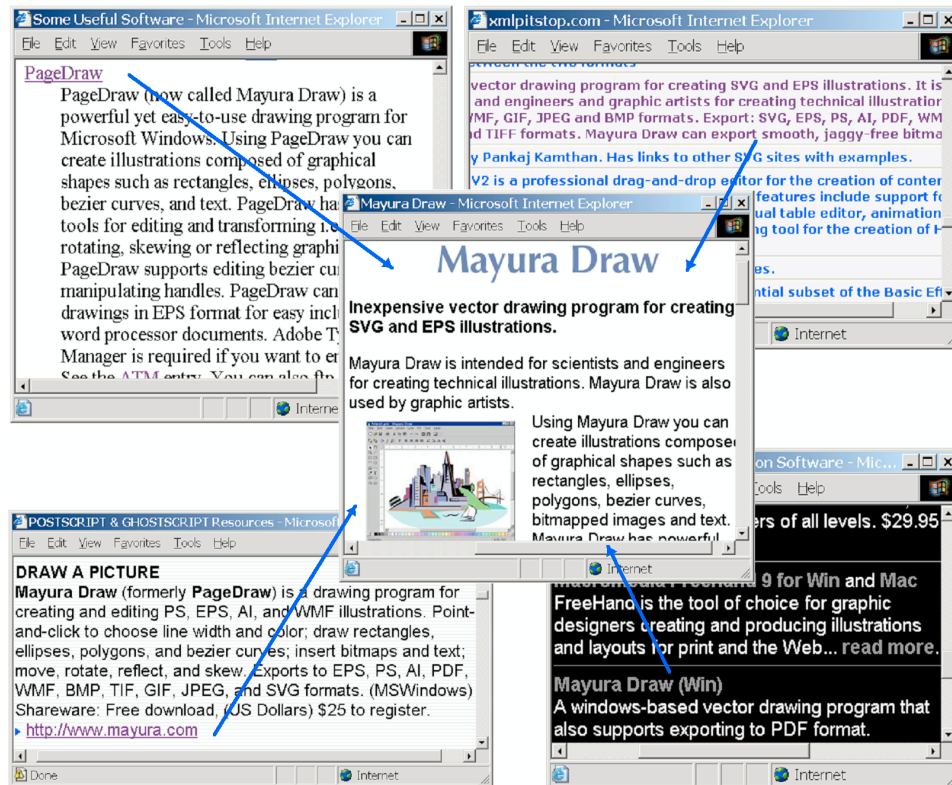 Some Useful Software - Microsoft Internet Explorer
File Edit View Favorites Tools Help
PageDraw
PageDraw (now called Mayura Draw) is a
powerful yet easy-to-use drawing program for
Microsoft Windows. Using PageDraw you can
create illustrations composed of graphical
shapes such as rectangles, ellipses, polygons,
bezier curves, and text. PageDraw ha
tools for editing and transforming i.e
rotating, skewing or reflecting graphi
PageDraw supports editing bezier cu
manipulating handles. PageDraw can
drawings in EPS format for easy incl
word processor documents. Adobe Ty
Manager is required if you want to e
See the ATM entry. You can also ftp
Interne
xmlpitstop.com - Microsoft Internet Explorer
File Edit View Favorites Tools Help
between the two formats
vector drawing program for creating SVG and EPS illustrations. It is
and engineers and graphic artists for creating technical illustration
WMF, GIF, JPEG and BMP formats. Export: SVG, EPS, PS, AI, PDF, WM
d TIFF formats. Mayura Draw can export smooth, jaggy-free bitma
y Pankaj Kamthan. Has links to other SVG sites with examples.
V2 is a professional drag-and-drop editor for the creation of conter
features include support fo
ual table editor, animation
ng tool for the creation of H
es.
ntial subset of the Basic Eff
Internet
Mayura Draw - Microsoft Internet Explorer
File Edit View Favorites Tools Help
Mayura Draw
Inexpensive vector drawing program for creating
SVG and EPS illustrations.
Mayura Draw is intended for scientists and engineers
for creating technical illustrations. Mayura Draw is also
used by graphic artists.
Using Mayura Draw you can
create illustrations compose
of graphical shapes such as
rectangles, ellipses,
polygons, bezier curves,
bitmapped images and text.
Mayura Draw has powerful
Internet
POSTSCRIPT & GHOSTSCRIPT Resources - Microsof
File Edit View Favorites Tools Help
DRAW A PICTURE
Mayura Draw (formerly PageDraw) is a drawing program for
creating and editing PS, EPS, AI, and WMF illustrations. Point-
and-click to choose line width and color; draw rectangles,
ellipses, polygons, and bezier curves; insert bitmaps and text;
move, rotate, reflect, and skew. Exports to EPS, PS, AI, PDF,
WMF, BMP, TIF, GIF, JPEG, and SVG formats. (MSWindows)
Shareware: Free download, (US Dollars) $25 to register.
http://www.mayura.com
Done
Internet
on Software - Mic...
Tools Help
ers of all levels. $29.95
Macromedia FreeHand 9 for Win and Mac
FreeHand is the tool of choice for graphic
designers creating and producing illustrations
and layouts for print and the Web... read more.
Mayura Draw (Win)
A windows-based vector drawing program that
also supports exporting to PDF format.
Internet